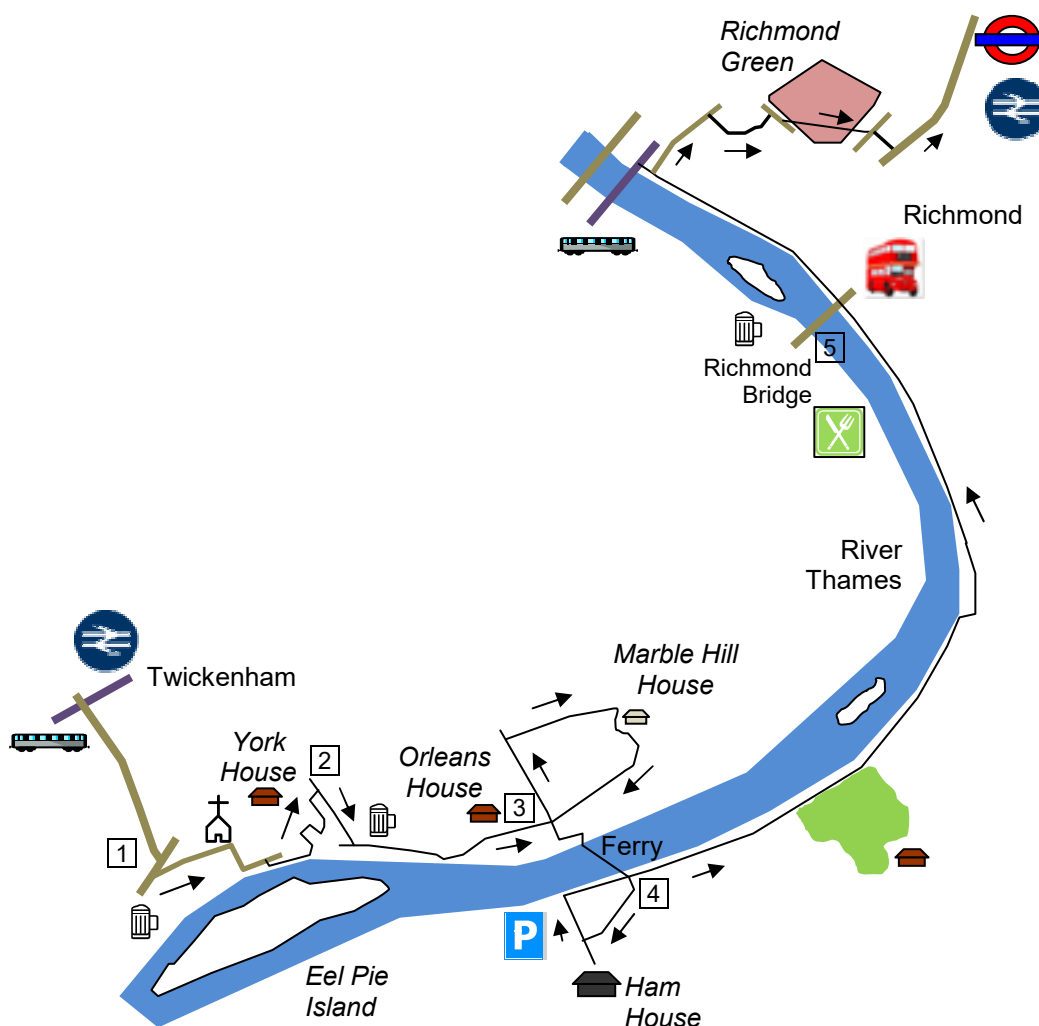 Richmond
Green
Richmond
5
Richmond
Bridge
River
Thames
Marble Hill
House
Twickenham
York
House
2
Orleans
House
3
1
Ferry
4
P
Eel Pie
Island
Ham
House